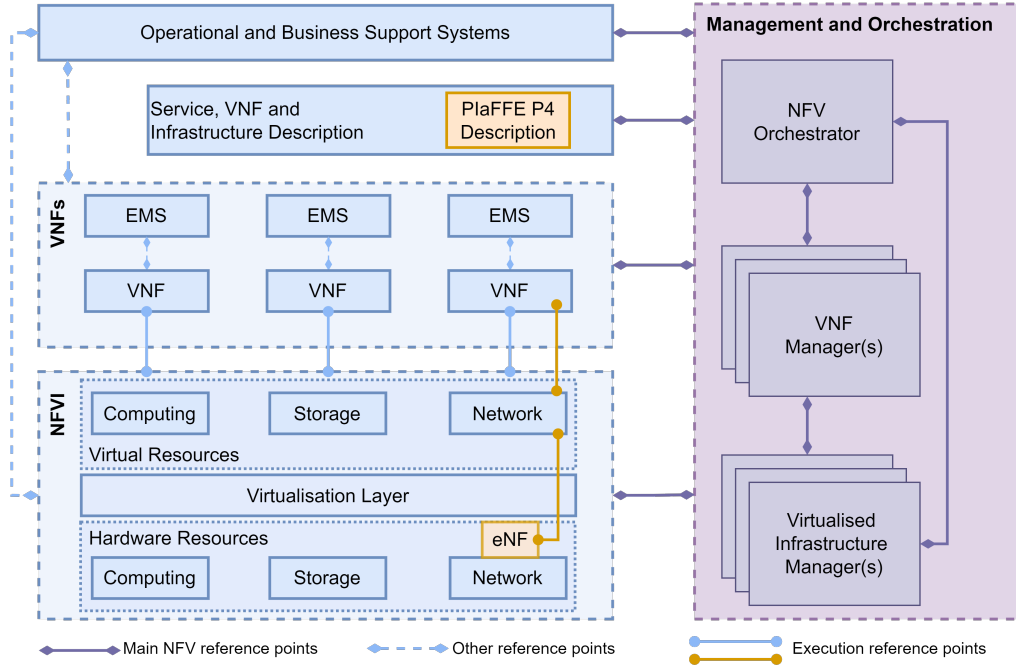 Operational and Business Support Systems
Management and Orchestration
Service, VNF and
Infrastructure Description
PlaFFE P4
Description
NFV
Orchestrator
VNFs
EMS
EMS
EMS
VNF
VNF
VNF
VNF
Manager(s)
NFVI
Computing
Storage
Network
Virtual Resources
Virtualisation Layer
Hardware Resources
eNF
Computing
Storage
Network
Virtualised
Infrastructure
Manager(s)
Main NFV reference points
Other reference points
Execution reference points